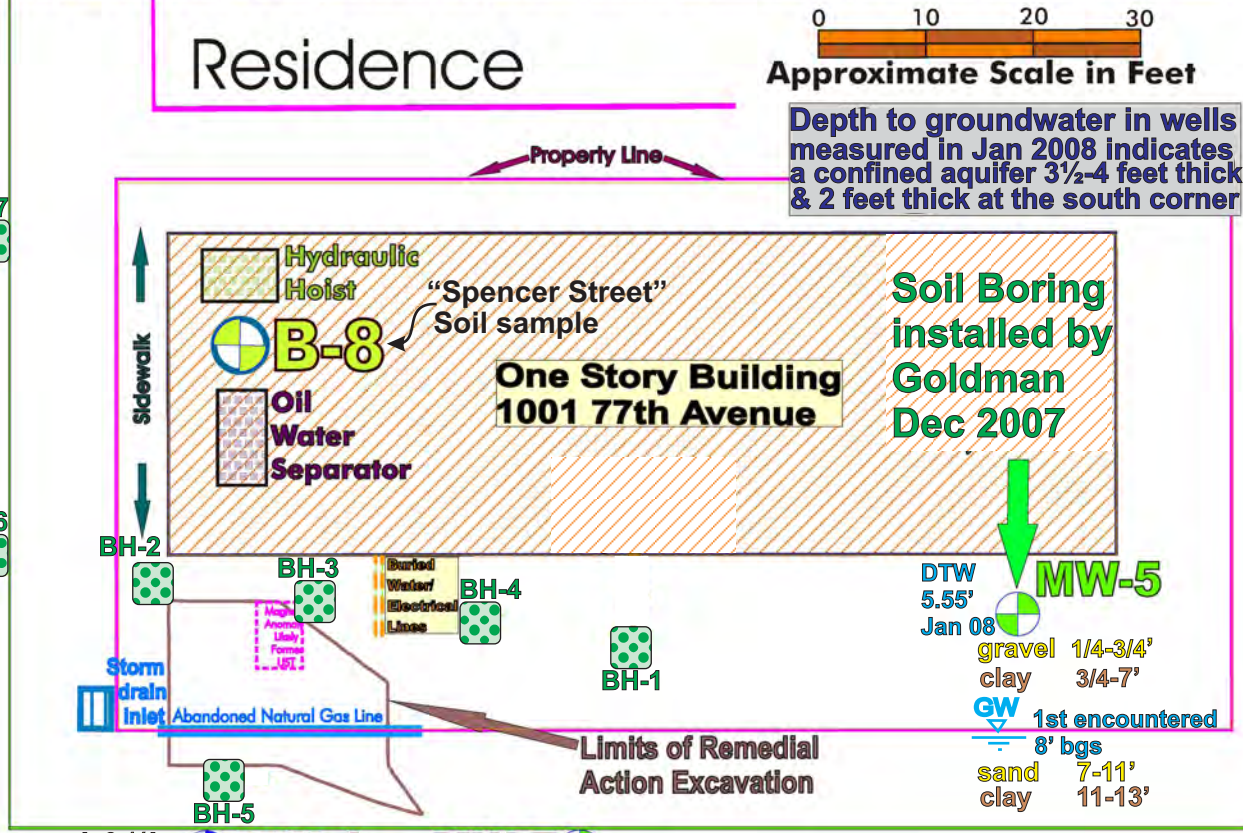 Residence
0 10 20 30
Approximate Scale in Feet
Depth to groundwater in wells
measured in Jan 2008 indicates
a confined aquifer 3½-4 feet thick
& 2 feet thick at the south corner
Property Line
7
Sidewalk
Hydraulic
Hoist
“Spencer Street”
Soil sample
B-8
Oil
Water
Separator
One Story Building
1001 77th Avenue
Soil Boring
installed by
Goldman
Dec 2007
6
BH-2
BH-3
Buried
Water/
Electrical
Lines
BH-4
BH-1
Likely
UST
DTW
5.55’
Jan 08
MW-5
gravel 1/4-3/4’
clay 3/4-7’
GW
1st encountered
8’ bgs
sand 7-11’
clay 11-13’
Storm
drain
Inlet
Abandoned Natural Gas Line
Limits of Remedial
Action Excavation
BH-5